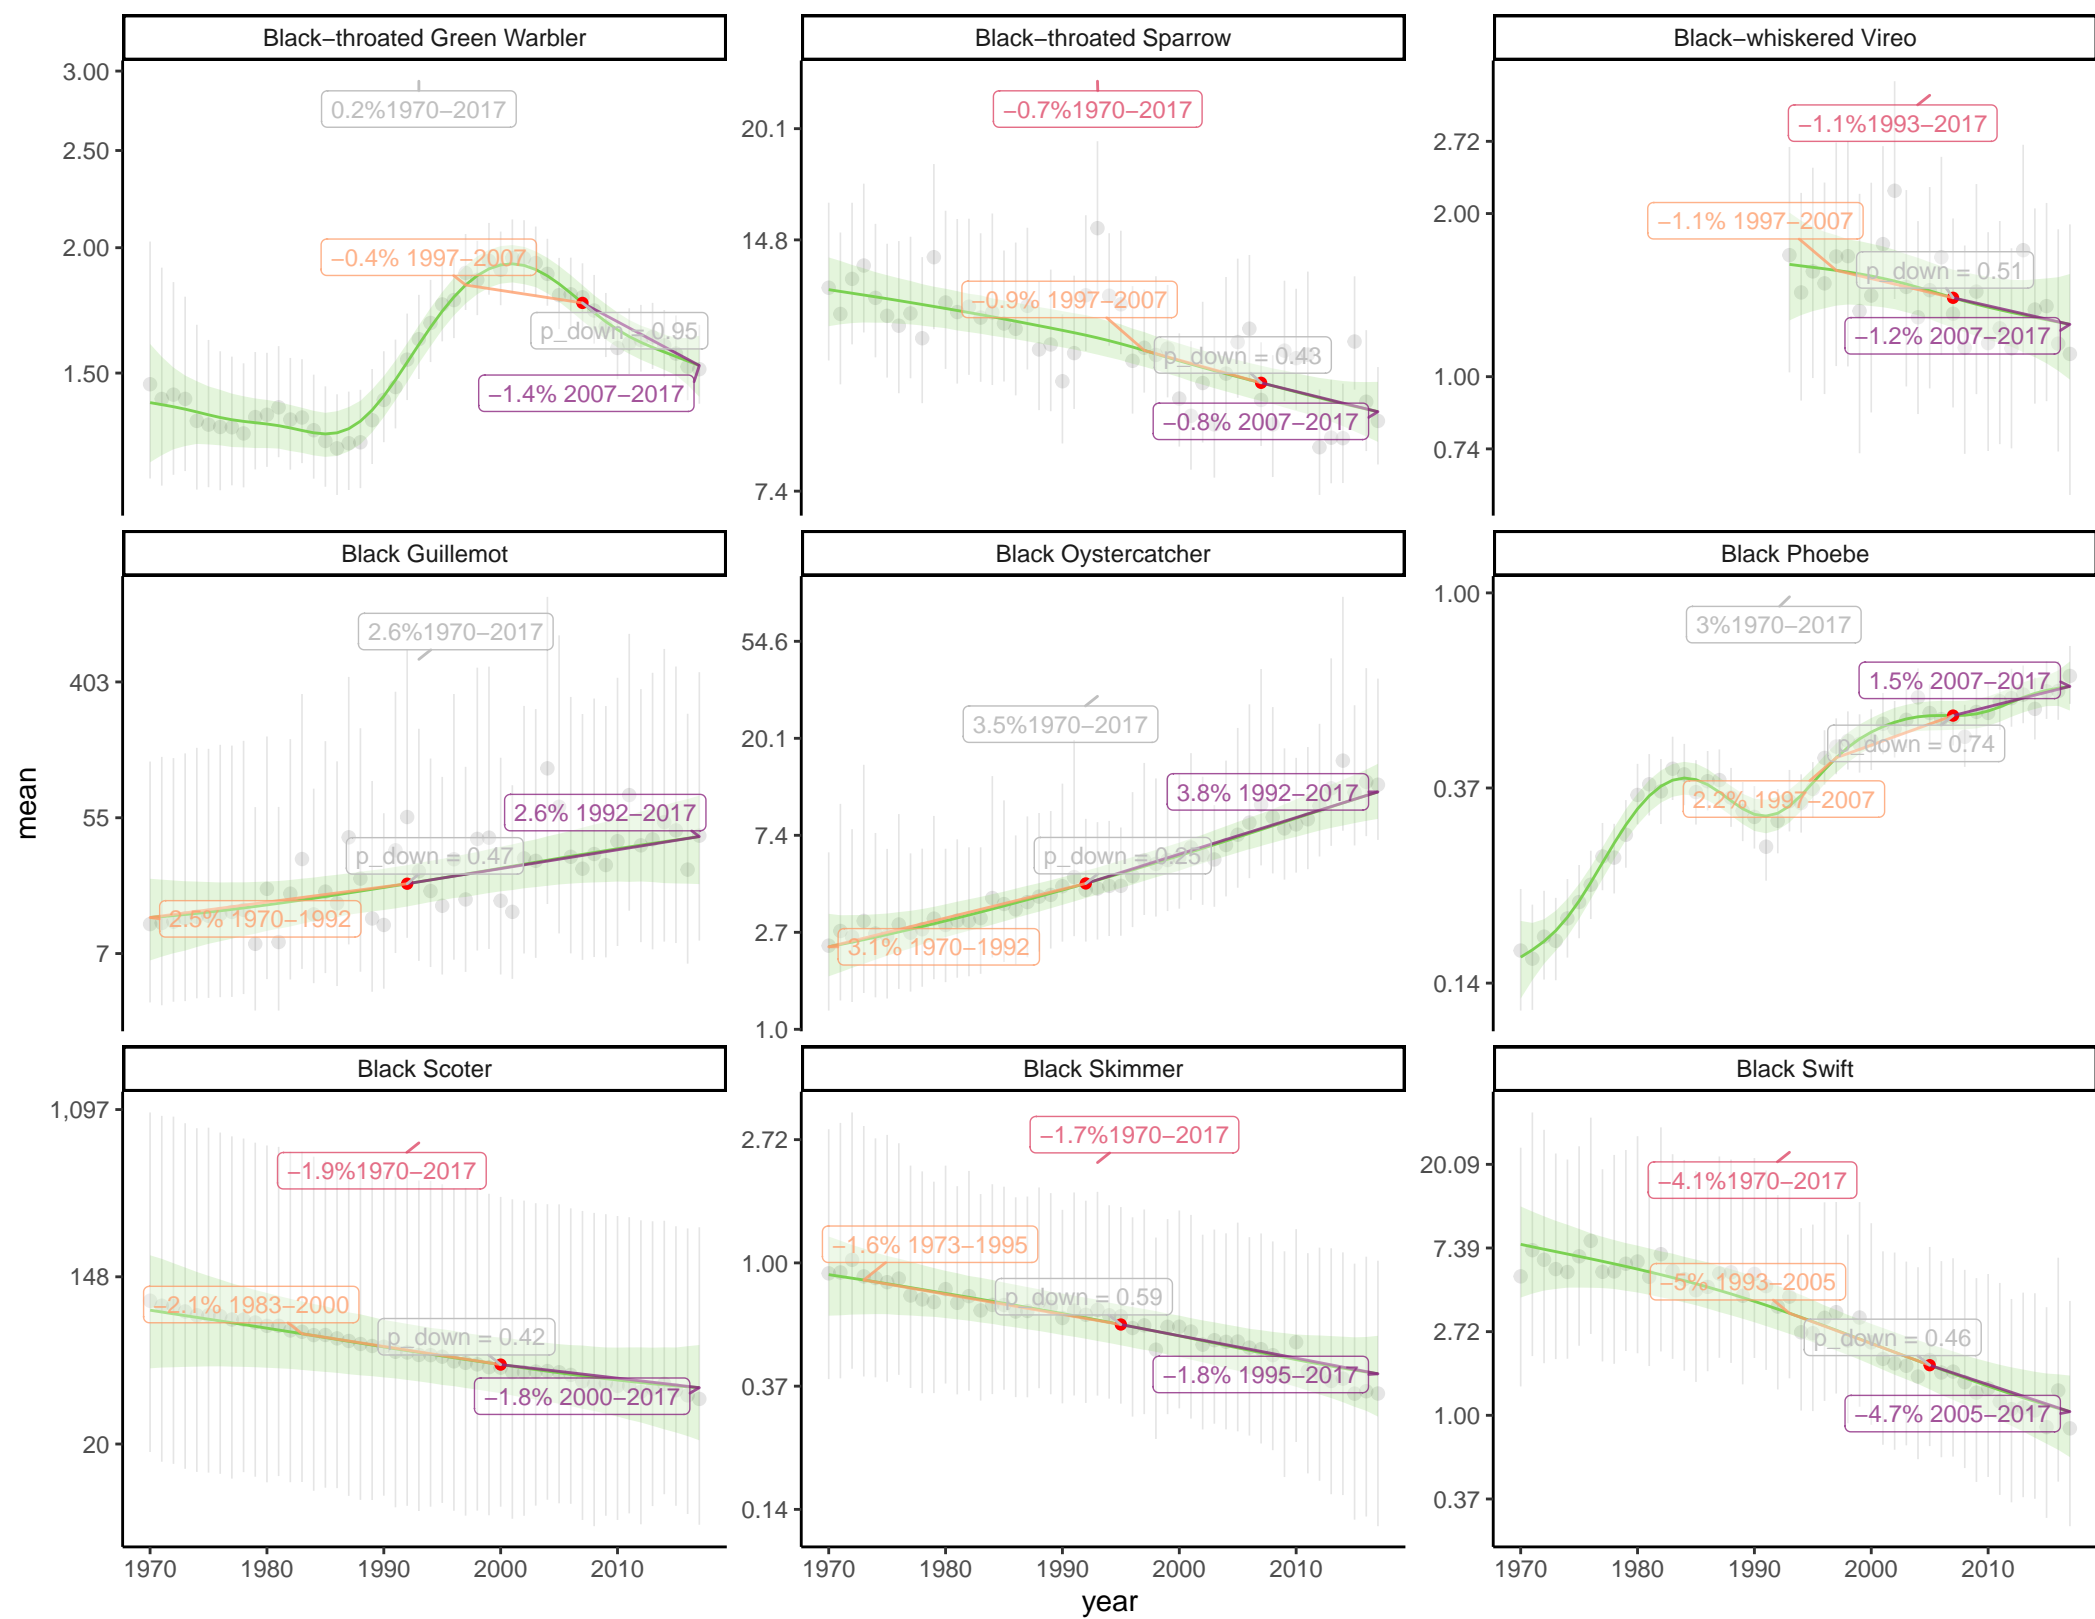 Black−throated Green Warbler
Black−throated Sparrow
Black−whiskered Vireo
3.00
2.50
2.00
1.50
0.2%1970−2017
−0.4% 1997−2007
p_down = 0.95
−1.4% 2007−2017
20.1
14.8
7.4
−0.7%1970−2017
−0.9% 1997−2007
p_down = 0.43
−0.8% 2007−2017
2.72
2.00
1.00
0.74
−1.1%1993−2017
−1.1% 1997−2007
p_down = 0.51
−1.2% 2007−2017
Black Guillemot
Black Oystercatcher
Black Phoebe
403
55
7
2.6%1970−2017
2.6% 1992−2017
p_down = 0.47
2.5% 1970−1992
54.6
20.1
7.4
2.7
1.0
3.5%1970−2017
3.8% 1992−2017
p_down = 0.25
3.1% 1970−1992
1.00
0.37
0.14
3%1970−2017
1.5% 2007−2017
p_down = 0.74
2.2% 1997−2007
Black Scoter
Black Skimmer
Black Swift
1,097
148
20
−1.9%1970−2017
−2.1% 1983−2000
p_down = 0.42
−1.8% 2000−2017
2.72
1.00
0.37
0.14
−1.7%1970−2017
−1.6% 1973−1995
p_down = 0.59
−1.8% 1995−2017
20.09
7.39
2.72
1.00
0.37
−4.1%1970−2017
−5% 1993−2005
p_down = 0.46
−4.7% 2005−2017
1970 1980 1990 2000 2010
1970 1980 1990 2000 2010
1970 1980 1990 2000 2010
year
mean